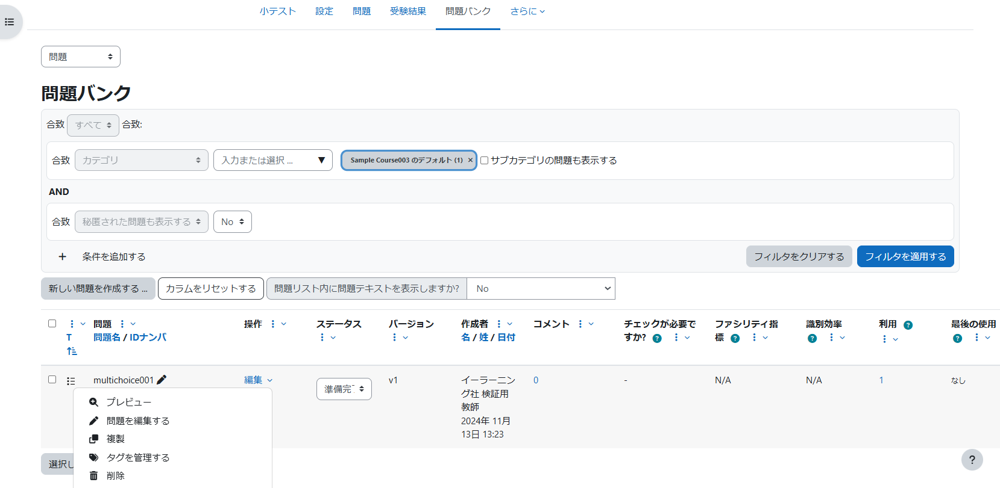 小テスト 設定 問題 受験結果 問題バンク さらに
問題
問題バンク
合致 すべて 合致:
合致 カテゴリ 入力または選択 ... ▼ Sample Course003 のデフォルト (1) × サブカテゴリの問題も表示する
AND
合致 秘匿された問題も表示する No
+ 条件を追加する フィルタをクリアする フィルタを適用する
新しい問題を作成する ... カラムをリセットする 問題リスト内に問題テキストを表示しますか? No
問題 操作 ステータス バージョン 作成者 コメント チェックが必要で ファシリティ指 識別効率 利用 ? 最後の使用
T 問題名 / IDナンバ 名 / 姓 / 日付 すか? ? 標 ? ? ?
multichoice001 編集 準備完了 v1 イーラーニン 0 - N/A N/A 1 なし
グ社 検証用
教師
2024年 11月
13日 13:23
プレビュー
問題を編集する
複製
タグを管理する
選択し
削除
?